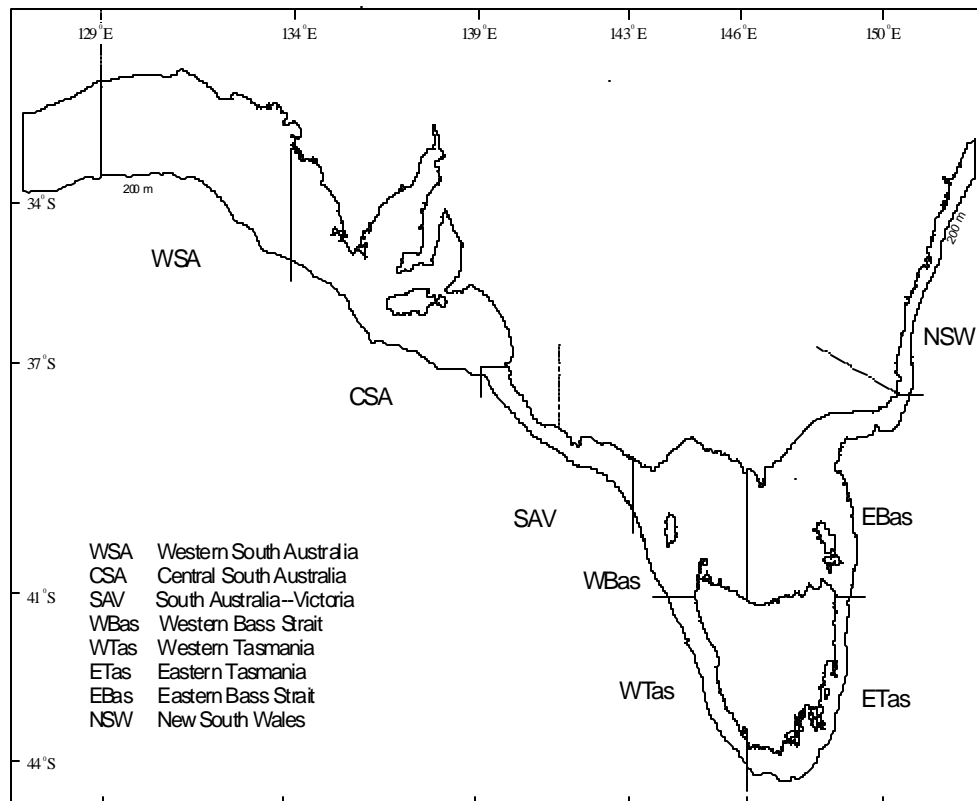 129°E 134°E 139°E 143°E 146°E 150°E
34°S
200 m
200 m
WSA
NSW
37°S
CSA
SAV
EBas
WBas
41°S
WTas
ETas
44°S
WSA Western South Australia
CSA Central South Australia
SAV South Australia--Victoria
WBas Western Bass Strait
WTas Western Tasmania
ETas Eastern Tasmania
EBas Eastern Bass Strait
NSW New South Wales